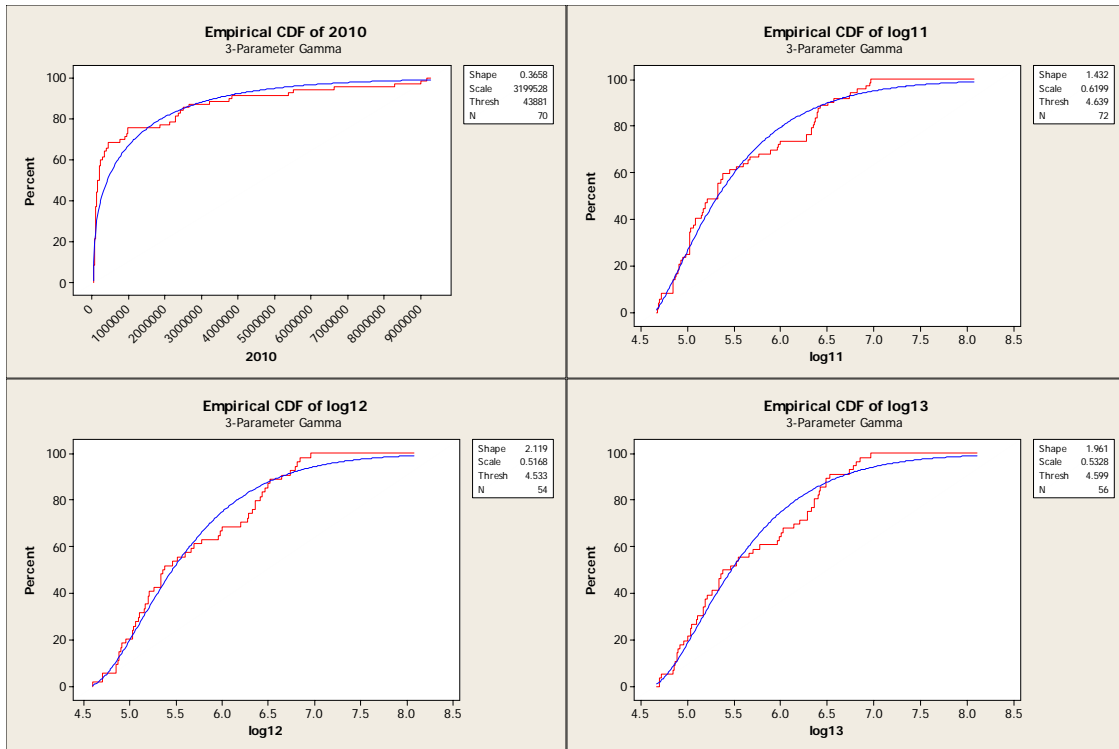 Empirical CDF of 2010
3-Parameter Gamma
Percent
100
80
60
40
20
0
0
1000000
2000000
3000000
4000000
5000000
6000000
7000000
8000000
9000000
2010
Shape 0.3658
Scale 3199528
Thresh 43881
N 70
Empirical CDF of log11
3-Parameter Gamma
Percent
100
80
60
40
20
0
4.5 5.0 5.5 6.0 6.5 7.0 7.5 8.0 8.5
log11
Shape 1.432
Scale 0.6199
Thresh 4.639
N 72
Empirical CDF of log12
3-Parameter Gamma
Percent
100
80
60
40
20
0
4.5 5.0 5.5 6.0 6.5 7.0 7.5 8.0 8.5
log12
Shape 2.119
Scale 0.5168
Thresh 4.533
N 54
Empirical CDF of log13
3-Parameter Gamma
Percent
100
80
60
40
20
0
4.5 5.0 5.5 6.0 6.5 7.0 7.5 8.0 8.5
log13
Shape 1.961
Scale 0.5328
Thresh 4.599
N 56